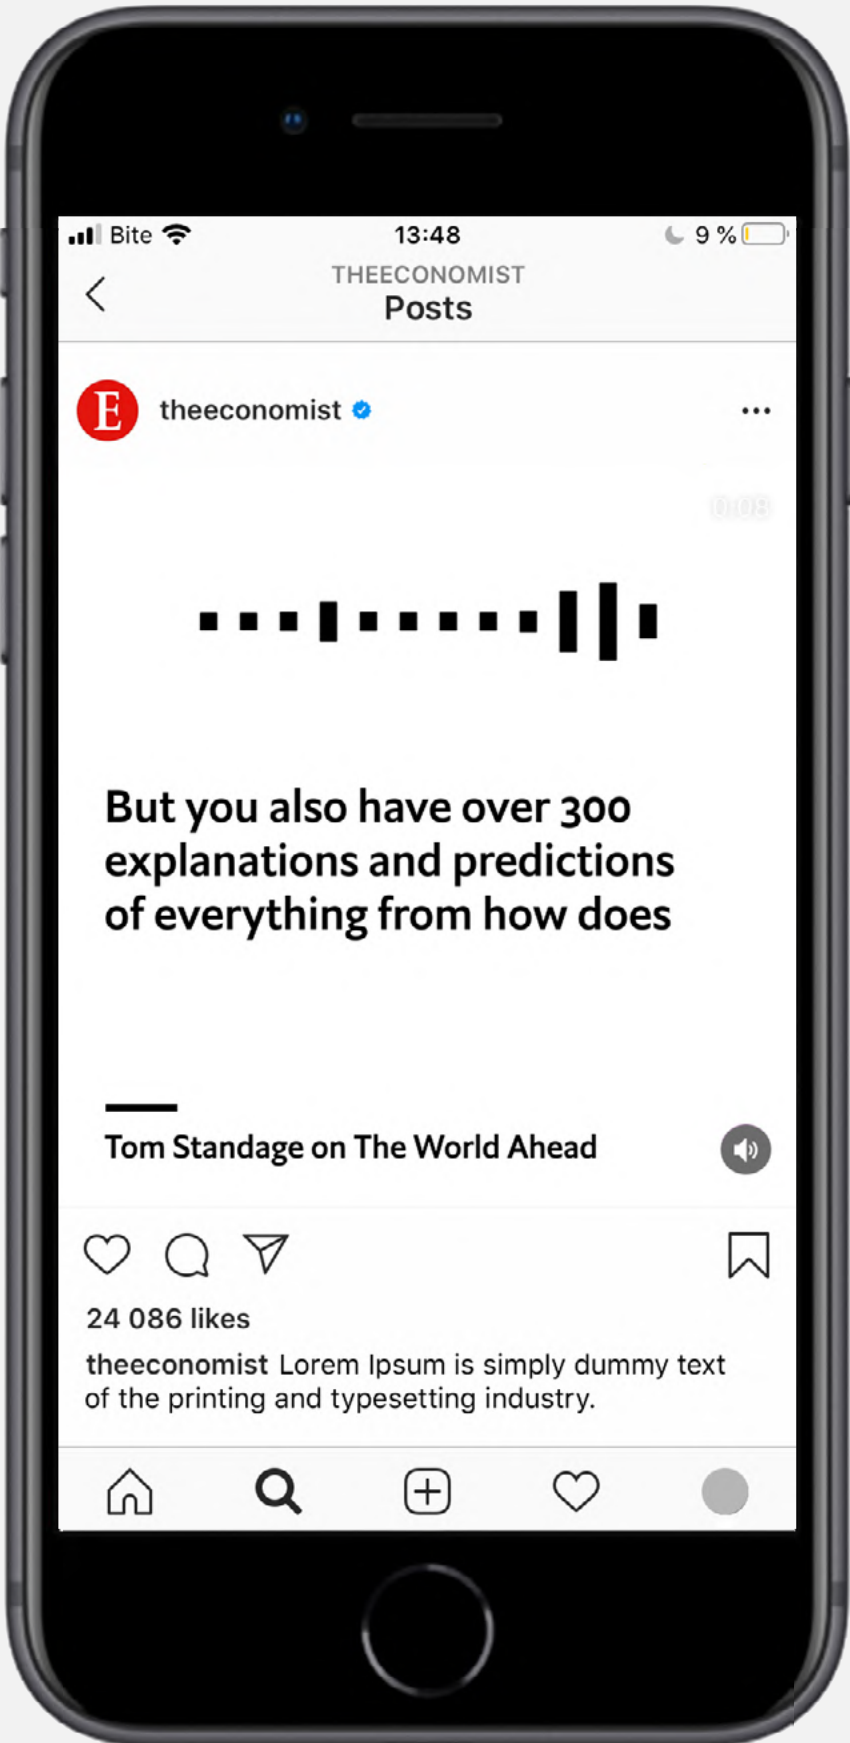 Bite
13:48
9 %
THEECONOMIST
Posts
E
theeconomist
0:08
But you also have over 300
explanations and predictions
of everything from how does
Tom Standage on The World Ahead
24 086 likes
theeconomist Lorem Ipsum is simply dummy text
of the printing and typesetting industry.